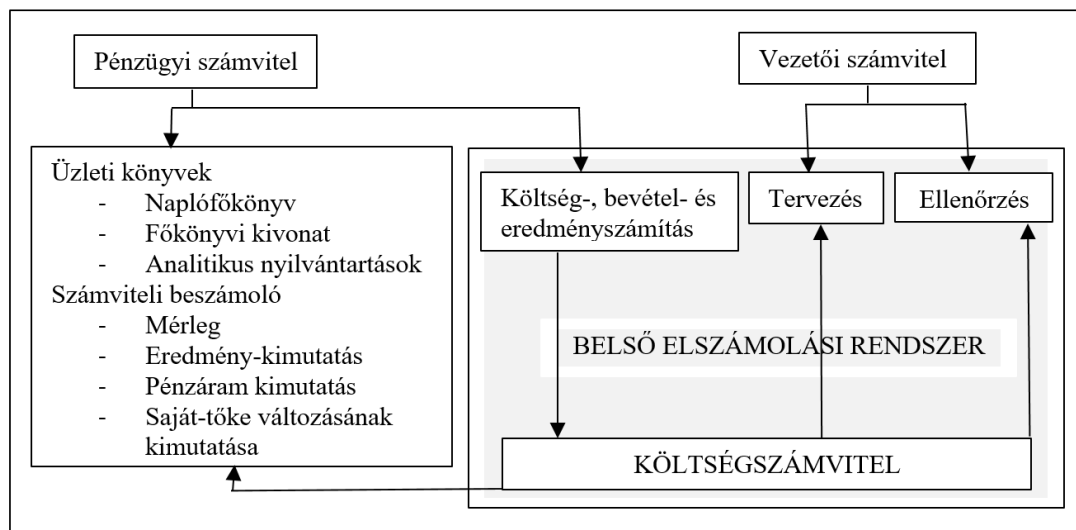 Pénzügyi számvitel
Vezetői számvitel
Üzleti könyvek
- Naplófőkönyv
- Főkönyvi kivonat
- Analitikus nyilvántartások
Számviteli beszámoló
- Mérleg
- Eredmény-kimutatás
- Pénzáram kimutatás
- Saját-tőke változásának
kimutatása
Költség-, bevétel- és
eredményszámítás
Tervezés
Ellenőrzés
BELSŐ ELSZÁMOLÁSI RENDSZER
KÖLTSÉGSZÁMVITEL